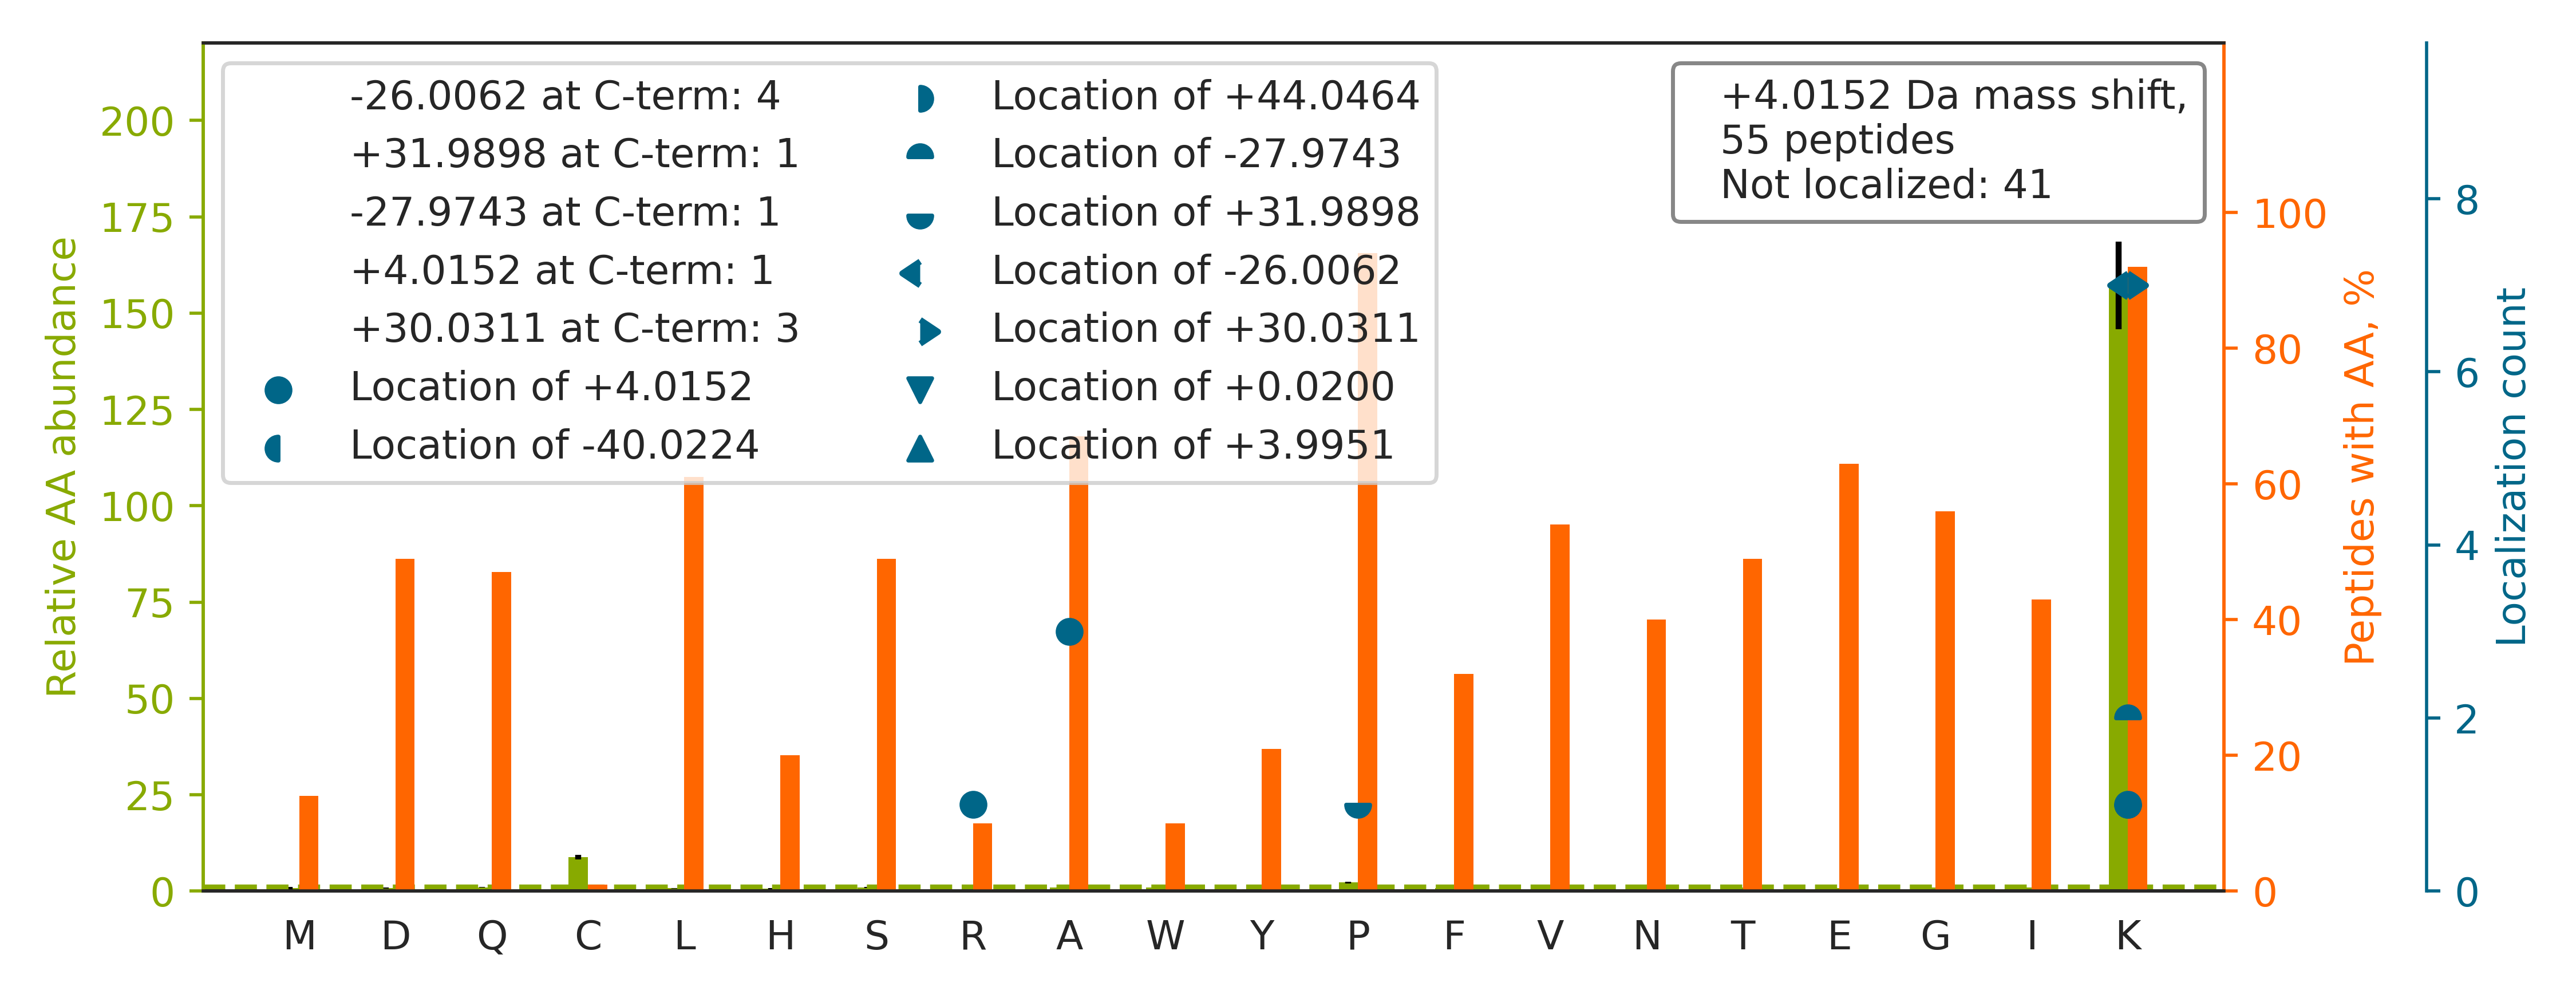 -26.0062 at C-term: 4
+31.9898 at C-term: 1
-27.9743 at C-term: 1
+4.0152 at C-term: 1
+30.0311 at C-term: 3
Location of +4.0152
Location of -40.0224
Location of +44.0464
Location of -27.9743
Location of +31.9898
Location of -26.0062
Location of +30.0311
Location of +0.0200
Location of +3.9951
+4.0152 Da mass shift,
55 peptides
Not localized: 41
Relative AA abundance
200
175
150
125
100
75
50
25
0
M D Q C L H S R A W Y P F V N T E G I K
100
80
60
40
20
0
Peptides with AA, %
8
6
4
2
0
Localization count